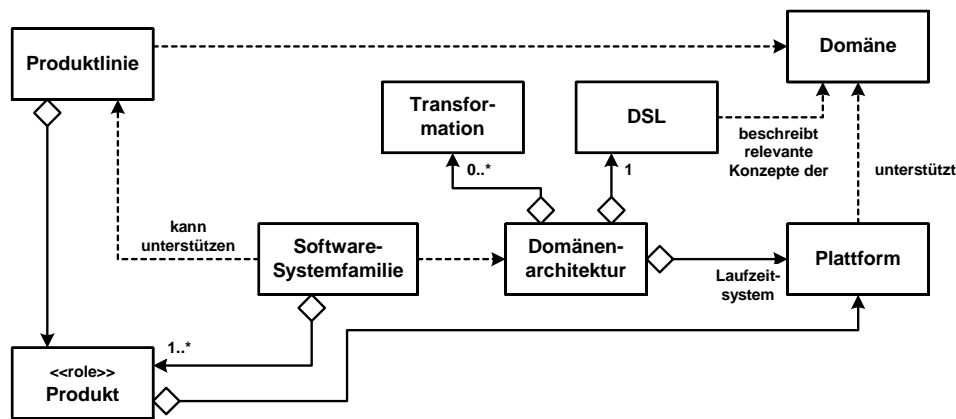 Produktlinie
Domäne
Transfor-
mation
DSL
beschreibt
relevante
Konzepte der
unterstützt
0..*
1
kann
unterstützen
Software-
Systemfamilie
Domänen-
architektur
Laufzeit-
system
Plattform
1..*
<<role>>
Produkt